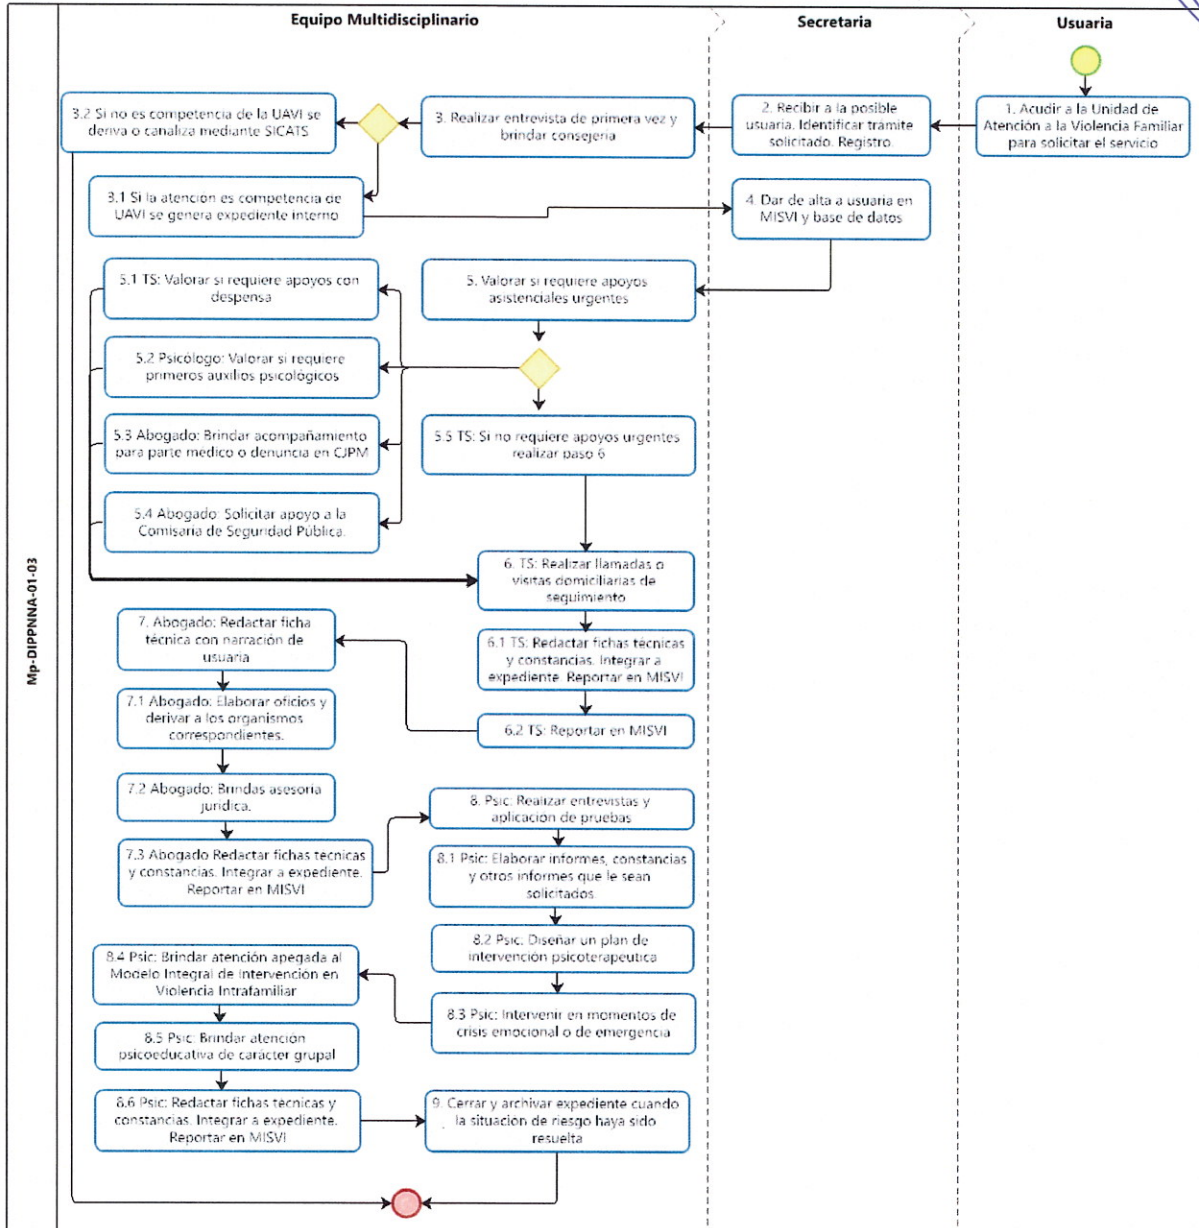 Equipo Multidisciplinario
Secretaria
Usuaria
Mp-DIPPNNA-01-03
1. Acudir a la Unidad de
Atención a la Violencia Familiar
para solicitar el servicio
2. Recibir a la posible
usuaria. Identificar trámite
solicitado. Registro.
3. Realizar entrevista de primera vez y
brindar consejería
3.2 Si no es competencia de la UAVI se
deriva o canaliza mediante SICATS
3.1 Si la atención es competencia de
UAVI se genera expediente interno
4. Dar de alta a usuaria en
MISVI y base de datos
5. Valorar si requiere apoyos
asistenciales urgentes
5.1 TS: Valorar si requiere apoyos con
despensa
5.2 Psicólogo: Valorar si requiere
primeros auxilios psicológicos
5.3 Abogado: Brindar acompañamiento
para parte médico o denuncia en CJPM
5.4 Abogado: Solicitar apoyo a la
Comisaría de Seguridad Pública.
5.5 TS: Si no requiere apoyos urgentes
realizar paso 6
6. TS: Realizar llamadas o
visitas domiciliarias de
seguimiento
6.1 TS: Redactar fichas técnicas
y constancias. Integrar a
expediente. Reportar en MISVI
6.2 TS: Reportar en MISVI
7. Abogado: Redactar ficha
técnica con narración de
usuaria
7.1 Abogado: Elaborar oficios y
derivar a los organismos
correspondientes.
7.2 Abogado: Brindas asesoría
jurídica.
7.3 Abogado Redactar fichas tecnicas
y constancias. Integrar a expediente.
Reportar en MISVI
8. Psic: Realizar entrevistas y
aplicación de pruebas
8.1 Psic: Elaborar informes, constancias
y otros informes que le sean
solicitados.
8.2 Psic: Diseñar un plan de
intervención psicoterapeutica
8.3 Psic: Intervenir en momentos de
crisis emocional o de emergencia
8.4 Psic: Brindar atención apegada al
Modelo Integral de Intervención en
Violencia Intrafamiliar
8.5 Psic: Brindar atención
psicoeducativa de carácter grupal
8.6 Psic: Redactar fichas técnicas y
constancias. Integrar a expediente.
Reportar en MISVI
9. Cerrar y archivar expediente cuando
la situación de riesgo haya sido
resuelta